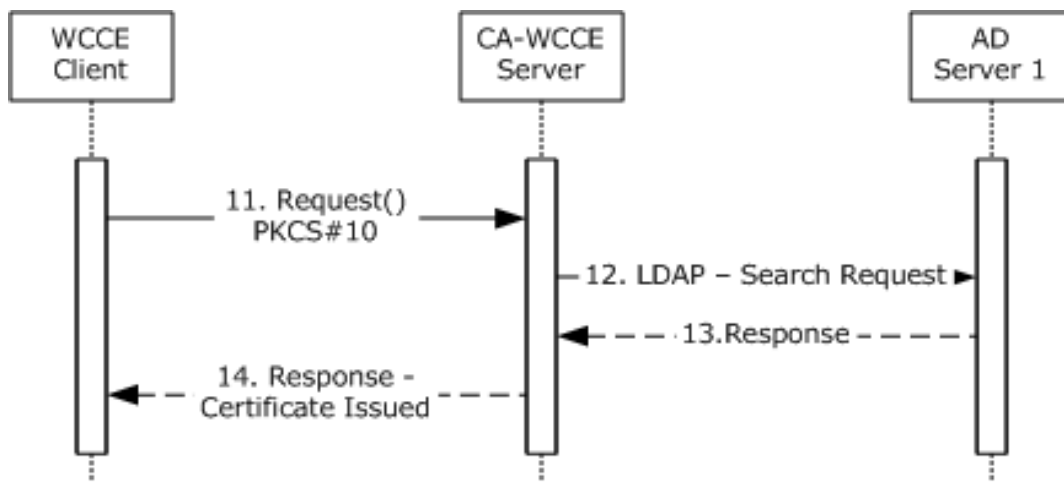 WCCE
Client
CA-WCCE
Server
AD
Server 1
11. Request()
PKCS#10
12. LDAP – Search Request
13.Response
14. Response -
Certificate Issued